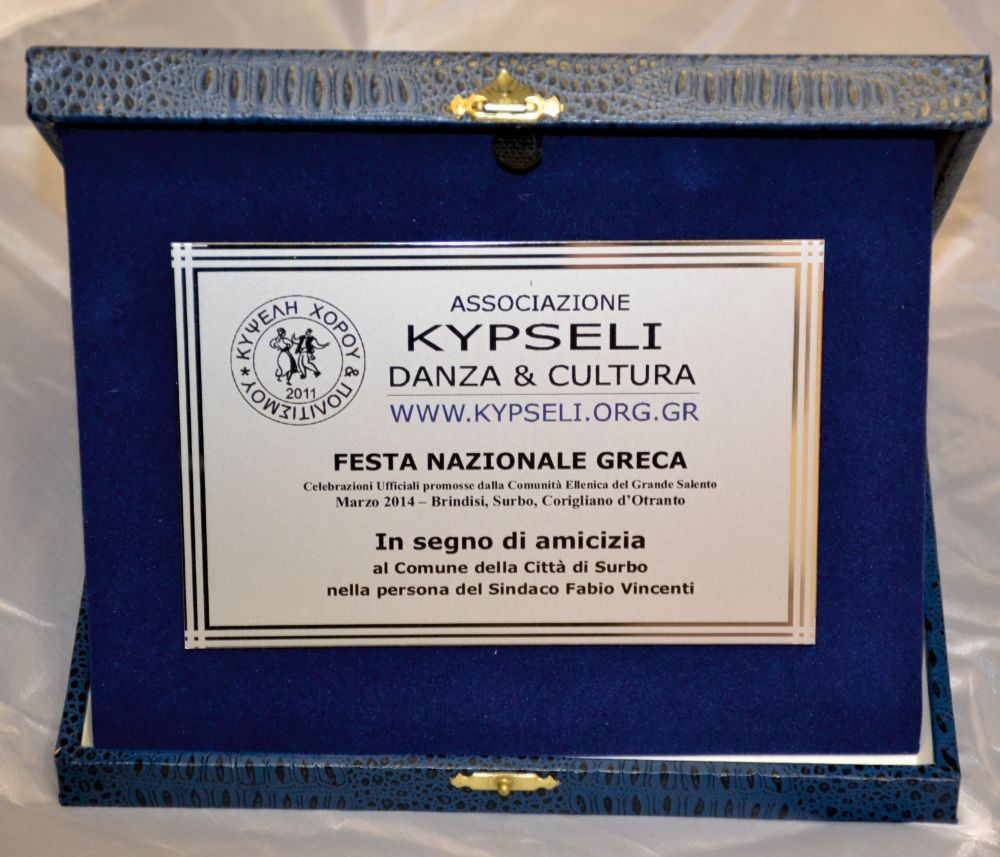 ΚΥΨΕΛΗ ΧΟΡΟΥ & ΠΟΛΙΤΙΣΜΟΥ *
2011
ASSOCIAZIONE
KYPSELI
DANZA & CULTURA
WWW.KYPSELI.ORG.GR
FESTA NAZIONALE GRECA
Celebrazioni Ufficiali promosse dalla Comunità Ellenica del Grande Salento
Marzo 2014 – Brindisi, Surbo, Corigliano d'Otranto
In segno di amicizia
al Comune della Città di Surbo
nella persona del Sindaco Fabio Vincenti